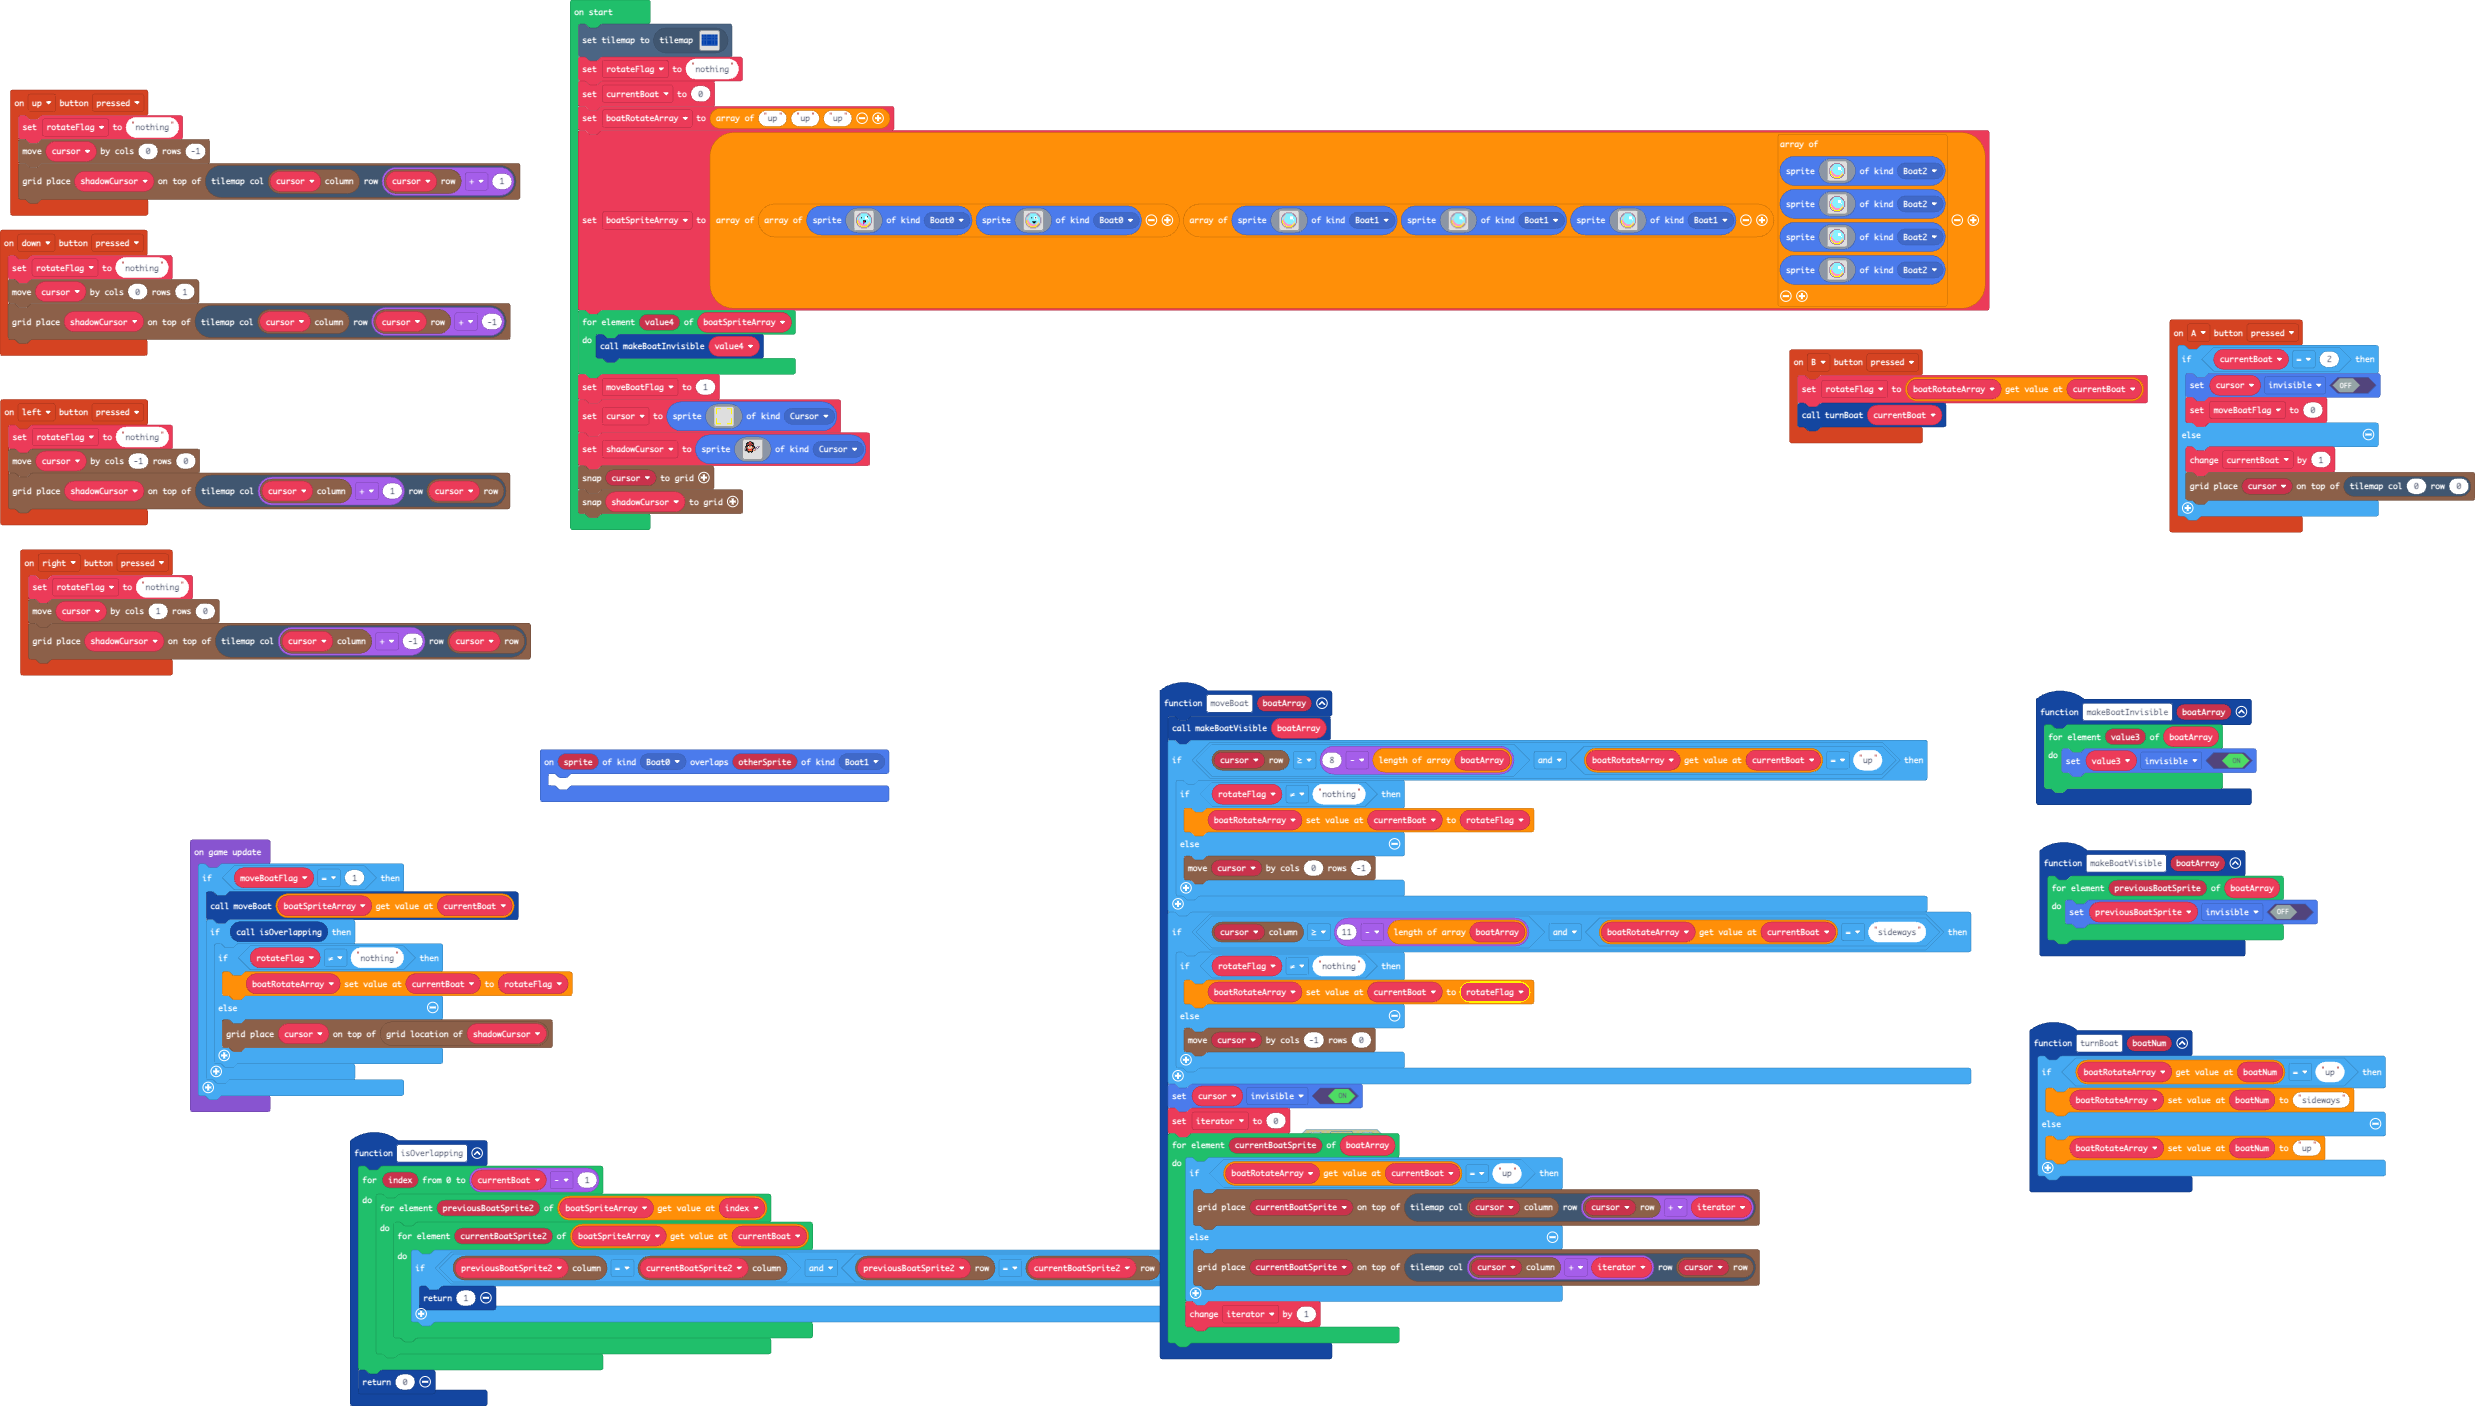 on start
set tilemap to tilemap
set rotateFlag to "nothing"
set currentBoat to 0
set boatRotateArray to array of "up" "up" "up"
set boatSpriteArray to array of array of sprite of kind Boat0 sprite of kind Boat0 array of sprite of kind Boat1 sprite of kind Boat1 sprite of kind Boat1 array of
sprite of kind Boat2
sprite of kind Boat2
sprite of kind Boat2
sprite of kind Boat2
for element value4 of boatSpriteArray
do call makeBoatInvisible value4
set moveBoatFlag to 1
set cursor to sprite of kind Cursor
set shadowCursor to sprite of kind Cursor
snap cursor to grid
snap shadowCursor to grid
on up button pressed
set rotateFlag to "nothing"
move cursor by cols 0 rows -1
grid place shadowCursor on top of tilemap col cursor column row cursor row + 1
on down button pressed
set rotateFlag to "nothing"
move cursor by cols 0 rows 1
grid place shadowCursor on top of tilemap col cursor column row cursor row + -1
on left button pressed
set rotateFlag to "nothing"
move cursor by cols -1 rows 0
grid place shadowCursor on top of tilemap col cursor column + 1 row cursor row
on right button pressed
set rotateFlag to "nothing"
move cursor by cols 1 rows 0
grid place shadowCursor on top of tilemap col cursor column + -1 row cursor row
on B button pressed
set rotateFlag to boatRotateArray get value at currentBoat
call turnBoat currentBoat
on A button pressed
if currentBoat = 2 then
set cursor invisible OFF
set moveBoatFlag to 0
else
change currentBoat by 1
grid place cursor on top of tilemap col 0 row 0
on sprite of kind Boat0 overlaps otherSprite of kind Boat1
on game update
if moveBoatFlag = 1 then
call moveBoat boatSpriteArray get value at currentBoat
if call isOverlapping then
if rotateFlag ≠ "nothing" then
boatRotateArray set value at currentBoat to rotateFlag
else
grid place cursor on top of grid location of shadowCursor
function isOverlapping
for index from 0 to currentBoat - 1
do
for element previousBoatSprite2 of boatSpriteArray get value at index
do
for element currentBoatSprite2 of boatSpriteArray get value at currentBoat
do
if previousBoatSprite2 column = currentBoatSprite2 column and previousBoatSprite2 row = currentBoatSprite2 row
return 1
return 0
function moveBoat boatArray
call makeBoatVisible boatArray
if cursor row ≥ 8 - length of array boatArray and boatRotateArray get value at currentBoat = "up" then
if rotateFlag ≠ "nothing" then
boatRotateArray set value at currentBoat to rotateFlag
else
move cursor by cols 0 rows -1
if cursor column ≥ 11 - length of array boatArray and boatRotateArray get value at currentBoat = "sideways" then
if rotateFlag ≠ "nothing" then
boatRotateArray set value at currentBoat to rotateFlag
else
move cursor by cols -1 rows 0
set cursor invisible ON
set iterator to 0
for element currentBoatSprite of boatArray
do
if boatRotateArray get value at currentBoat = "up" then
grid place currentBoatSprite on top of tilemap col cursor column row cursor row + iterator
else
grid place currentBoatSprite on top of tilemap col cursor column + iterator row cursor row
change iterator by 1
function makeBoatInvisible boatArray
for element value3 of boatArray
do set value3 invisible ON
function makeBoatVisible boatArray
for element previousBoatSprite of boatArray
do set previousBoatSprite invisible OFF
function turnBoat boatNum
if boatRotateArray get value at boatNum = "up" then
boatRotateArray set value at boatNum to "sideways"
else
boatRotateArray set value at boatNum to "up"